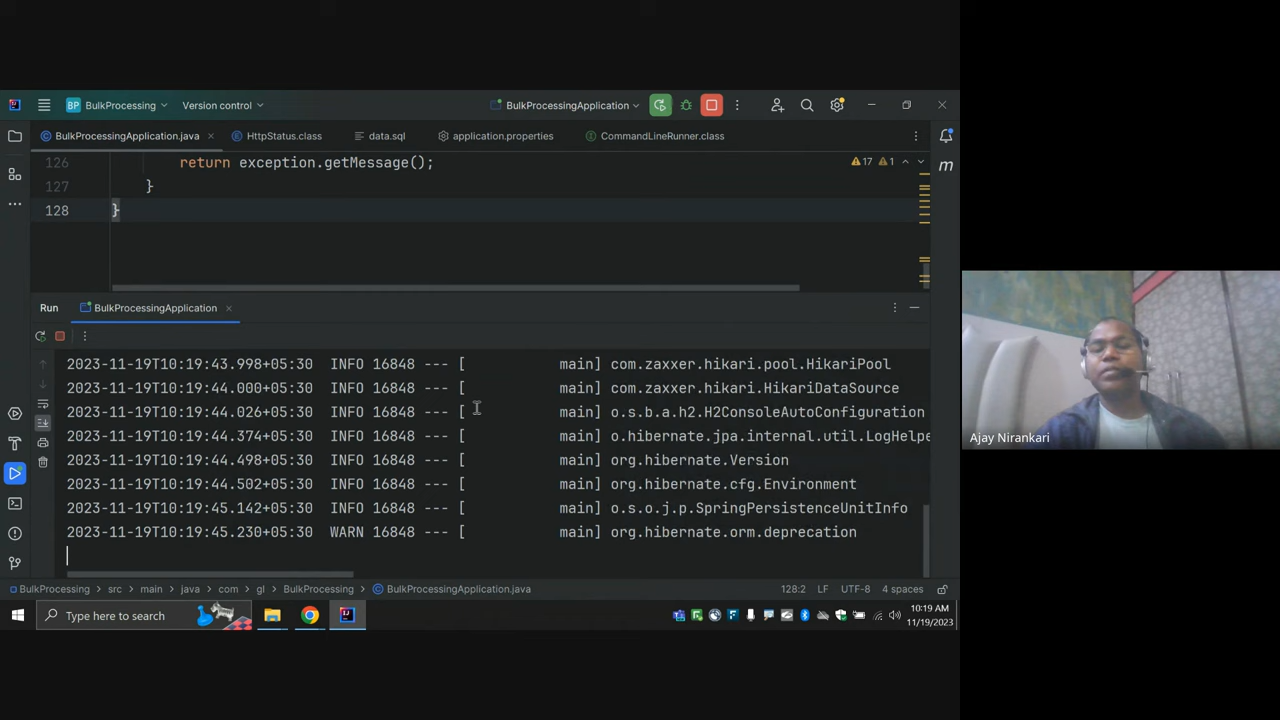 BP BulkProcessing Version control BulkProcessingApplication
BulkProcessingApplication.java HttpStatus.class data.sql application.properties CommandLineRunner.class
126 return exception.getMessage(); 17 1
127 }
128 }
Run BulkProcessingApplication
2023-11-19T10:19:43.998+05:30 INFO 16848 --- [ main] com.zaxxer.hikari.pool.HikariPool
2023-11-19T10:19:44.000+05:30 INFO 16848 --- [ main] com.zaxxer.hikari.HikariDataSource
2023-11-19T10:19:44.026+05:30 INFO 16848 --- [ main] o.s.b.a.h2.H2ConsoleAutoConfiguration
2023-11-19T10:19:44.374+05:30 INFO 16848 --- [ main] o.hibernate.jpa.internal.util.LogHelpe
2023-11-19T10:19:44.498+05:30 INFO 16848 --- [ main] org.hibernate.Version
2023-11-19T10:19:44.502+05:30 INFO 16848 --- [ main] org.hibernate.cfg.Environment
2023-11-19T10:19:45.142+05:30 INFO 16848 --- [ main] o.s.o.j.p.SpringPersistenceUnitInfo
2023-11-19T10:19:45.230+05:30 WARN 16848 --- [ main] org.hibernate.orm.deprecation
BulkProcessing > src > main > java > com > gl > BulkProcessing > BulkProcessingApplication.java 128:2 LF UTF-8 4 spaces
Type here to search
10:19 AM
11/19/2023
Ajay Nirankari